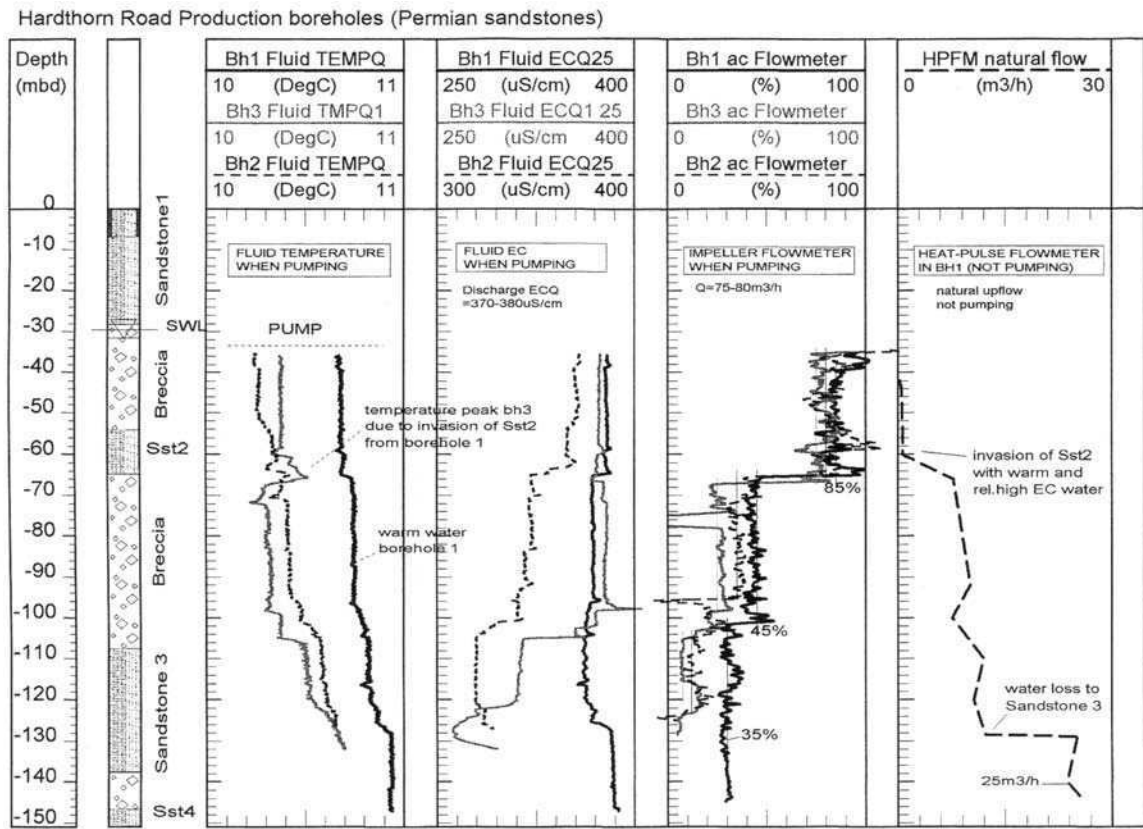 Hardthorn Road Production boreholes (Permian sandstones)
Depth
(mbd)
Bh1 Fluid TEMPQ
10 (DegC) 11
Bh3 Fluid TMPQ1
10 (DegC) 11
Bh2 Fluid TEMPQ
10 (DegC) 11
Bh1 Fluid ECQ25
250 (uS/cm) 400
Bh3 Fluid ECQ1 25
250 (uS/cm 400
Bh2 Fluid ECQ25
300 (uS/cm) 400
Bh1 ac Flowmeter
0 (%) 100
Bh3 ac Flowmeter
0 (%) 100
Bh2 ac Flowmeter
0 (%) 100
HPFM natural flow
0 (m3/h) 30
0
-10
-20
-30
-40
-50
-60
-70
-80
-90
-100
-110
-120
-130
-140
-150
Sandstone1
SWL
Breccia
Sst2
Breccia
Sandstone 3
Sst4
FLUID TEMPERATURE
WHEN PUMPING
PUMP
temperature peak bh3
due to invasion of Sst2
from borehole 1
warm water
borehole 1
FLUID EC
WHEN PUMPING
Discharge ECQ
=370-380uS/cm
IMPELLER FLOWMETER
WHEN PUMPING
Q=75-80m3/h
85%
45%
35%
HEAT-PULSE FLOWMETER
IN BH1 (NOT PUMPING)
natural upflow
not pumping
invasion of Sst2
with warm and
rel.high EC water
water loss to
Sandstone 3
25m3/h